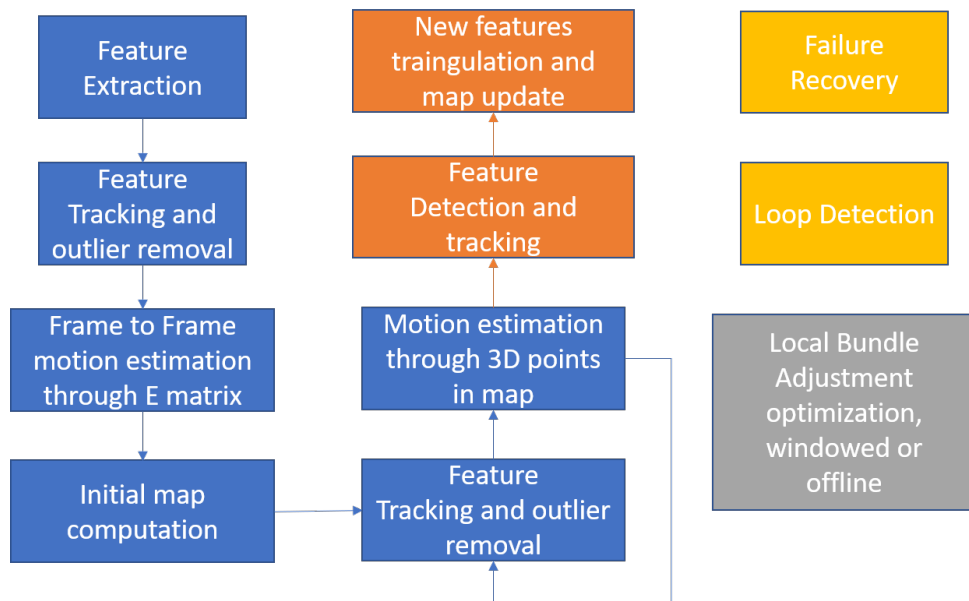 Feature
Extraction
Feature
Tracking and
outlier removal
Frame to Frame
motion estimation
through E matrix
Initial map
computation
New features
traingulation and
map update
Feature
Detection and
tracking
Motion estimation
through 3D points
in map
Feature
Tracking and outlier
removal
Failure
Recovery
Loop Detection
Local Bundle
Adjustment
optimization,
windowed or
offline